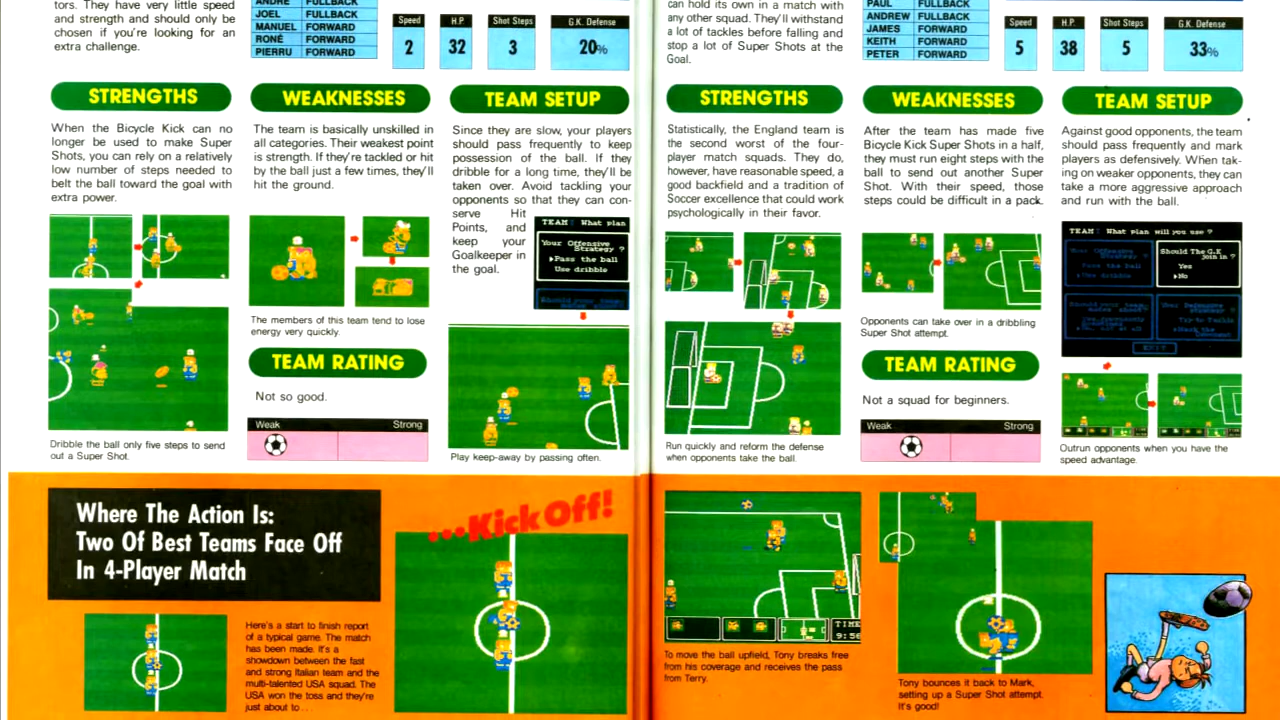 tors. They have very little speed
and strength and should only be
chosen if you're looking for an
extra challenge.
ANDRE FULLBACK
JOEL FULLBACK
MANUEL FORWARD
RONÉ FORWARD
PIERRU FORWARD
Speed
2
H.P.
32
Shot Steps
3
G.K. Defense
20%
STRENGTHS
When the Bicycle Kick can no
longer be used to make Super
Shots, you can rely on a relatively
low number of steps needed to
belt the ball toward the goal with
extra power.
Dribble the ball only five steps to send
out a Super Shot.
WEAKNESSES
The team is basically unskilled in
all categories. Their weakest point
is strength. If they're tackled or hit
by the ball just a few times, they'll
hit the ground.
The members of this team tend to lose
energy very quickly.
TEAM RATING
Not so good.
Weak Strong
TEAM SETUP
Since they are slow, your players
should pass frequently to keep
possession of the ball. If they
dribble for a long time, they'll be
taken over. Avoid tackling your
opponents so that they can con-
serve Hit
Points, and
keep your
Goalkeeper in
the goal.
TEAM: What plan
Your Offensive
Strategy ?
▸Pass the ball
Use dribble
Play keep-away by passing often.
can hold its own in a match with
any other squad. They'll withstand
a lot of tackles before falling and
stop a lot of Super Shots at the
Goal.
PAUL FULLBACK
ANDREW FULLBACK
JAMES FORWARD
KEITH FORWARD
PETER FORWARD
Speed
5
H.P.
38
Shot Steps
5
G.K. Defense
33%
STRENGTHS
Statistically, the England team is
the second worst of the four-
player match squads. They do,
however, have reasonable speed, a
good backfield and a tradition of
Soccer excellence that could work
psychologically in their favor.
Run quickly and reform the defense
when opponents take the ball.
WEAKNESSES
After the team has made five
Bicycle Kick Super Shots in a half,
they must run eight steps with the
ball to send out another Super
Shot. With their speed, those
steps could be difficult in a pack.
Opponents can take over in a dribbling
Super Shot attempt.
TEAM RATING
Not a squad for beginners.
Weak Strong
TEAM SETUP
Against good opponents, the team
should pass frequently and mark
players as defensively. When tak-
ing on weaker opponents, they can
take a more aggressive approach
and run with the ball.
TEAM: What plan will you use ?
Your Offensive
Strategy ?
Pass the ball
Use dribble
Should The G.K
join in ?
Yes
▸No
EXIT
Outrun opponents when you have the
speed advantage.
Where The Action Is:
Two Of Best Teams Face Off
In 4-Player Match
Here's a start to finish report
of a typical game. The match
has been made. It's a
showdown between the fast
and strong Italian team and the
multi-talented USA squad. The
USA won the toss and they're
just about to . . .
...Kick Off!
TIME
9:56
To move the ball upfield, Tony breaks free
from his coverage and receives the pass
from Terry.
Tony bounces it back to Mark,
setting up a Super Shot attempt.
It's good!